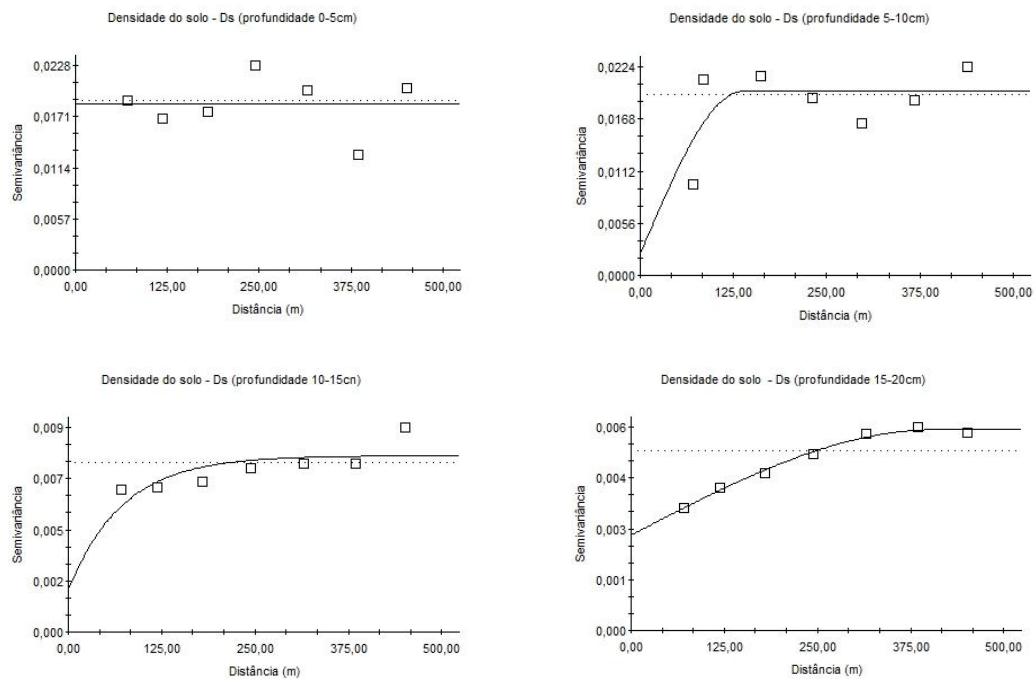 Densidade do solo - Ds (profundidade 0-5cm)
Semivariância
0,0228
0,0171
0,0114
0,0057
0,0000
0,00 125,00 250,00 375,00 500,00
Distância (m)
Densidade do solo - Ds (profundidade 5-10cm)
Semivariância
0,0224
0,0168
0,0112
0,0056
0,0000
0,00 125,00 250,00 375,00 500,00
Distância (m)
Densidade do solo - Ds (profundidade 10-15cn)
Semivariância
0,009
0,007
0,005
0,002
0,000
0,00 125,00 250,00 375,00 500,00
Distância (m)
Densidade do solo - Ds (profundidade 15-20cm)
Semivariância
0,006
0,004
0,003
0,001
0,000
0,00 125,00 250,00 375,00 500,00
Distância (m)